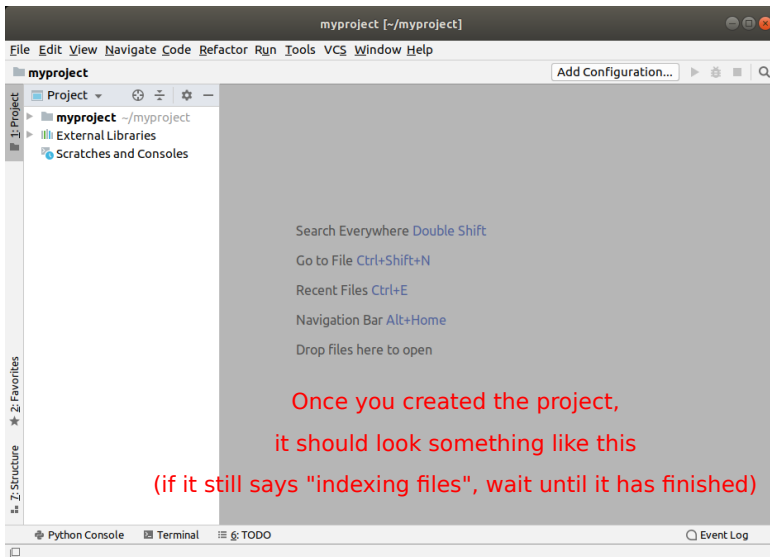 myproject [~/myproject]
File Edit View Navigate Code Refactor Run Tools VCS Window Help
myproject
Add Configuration...
1: Project
Project
myproject ~/myproject
External Libraries
Scratches and Consoles
Search Everywhere Double Shift
Go to File Ctrl+Shift+N
Recent Files Ctrl+E
Navigation Bar Alt+Home
Drop files here to open
2: Favorites
7: Structure
Once you created the project,
it should look something like this
(if it still says "indexing files", wait until it has finished)
Python Console Terminal 6: TODO Event Log